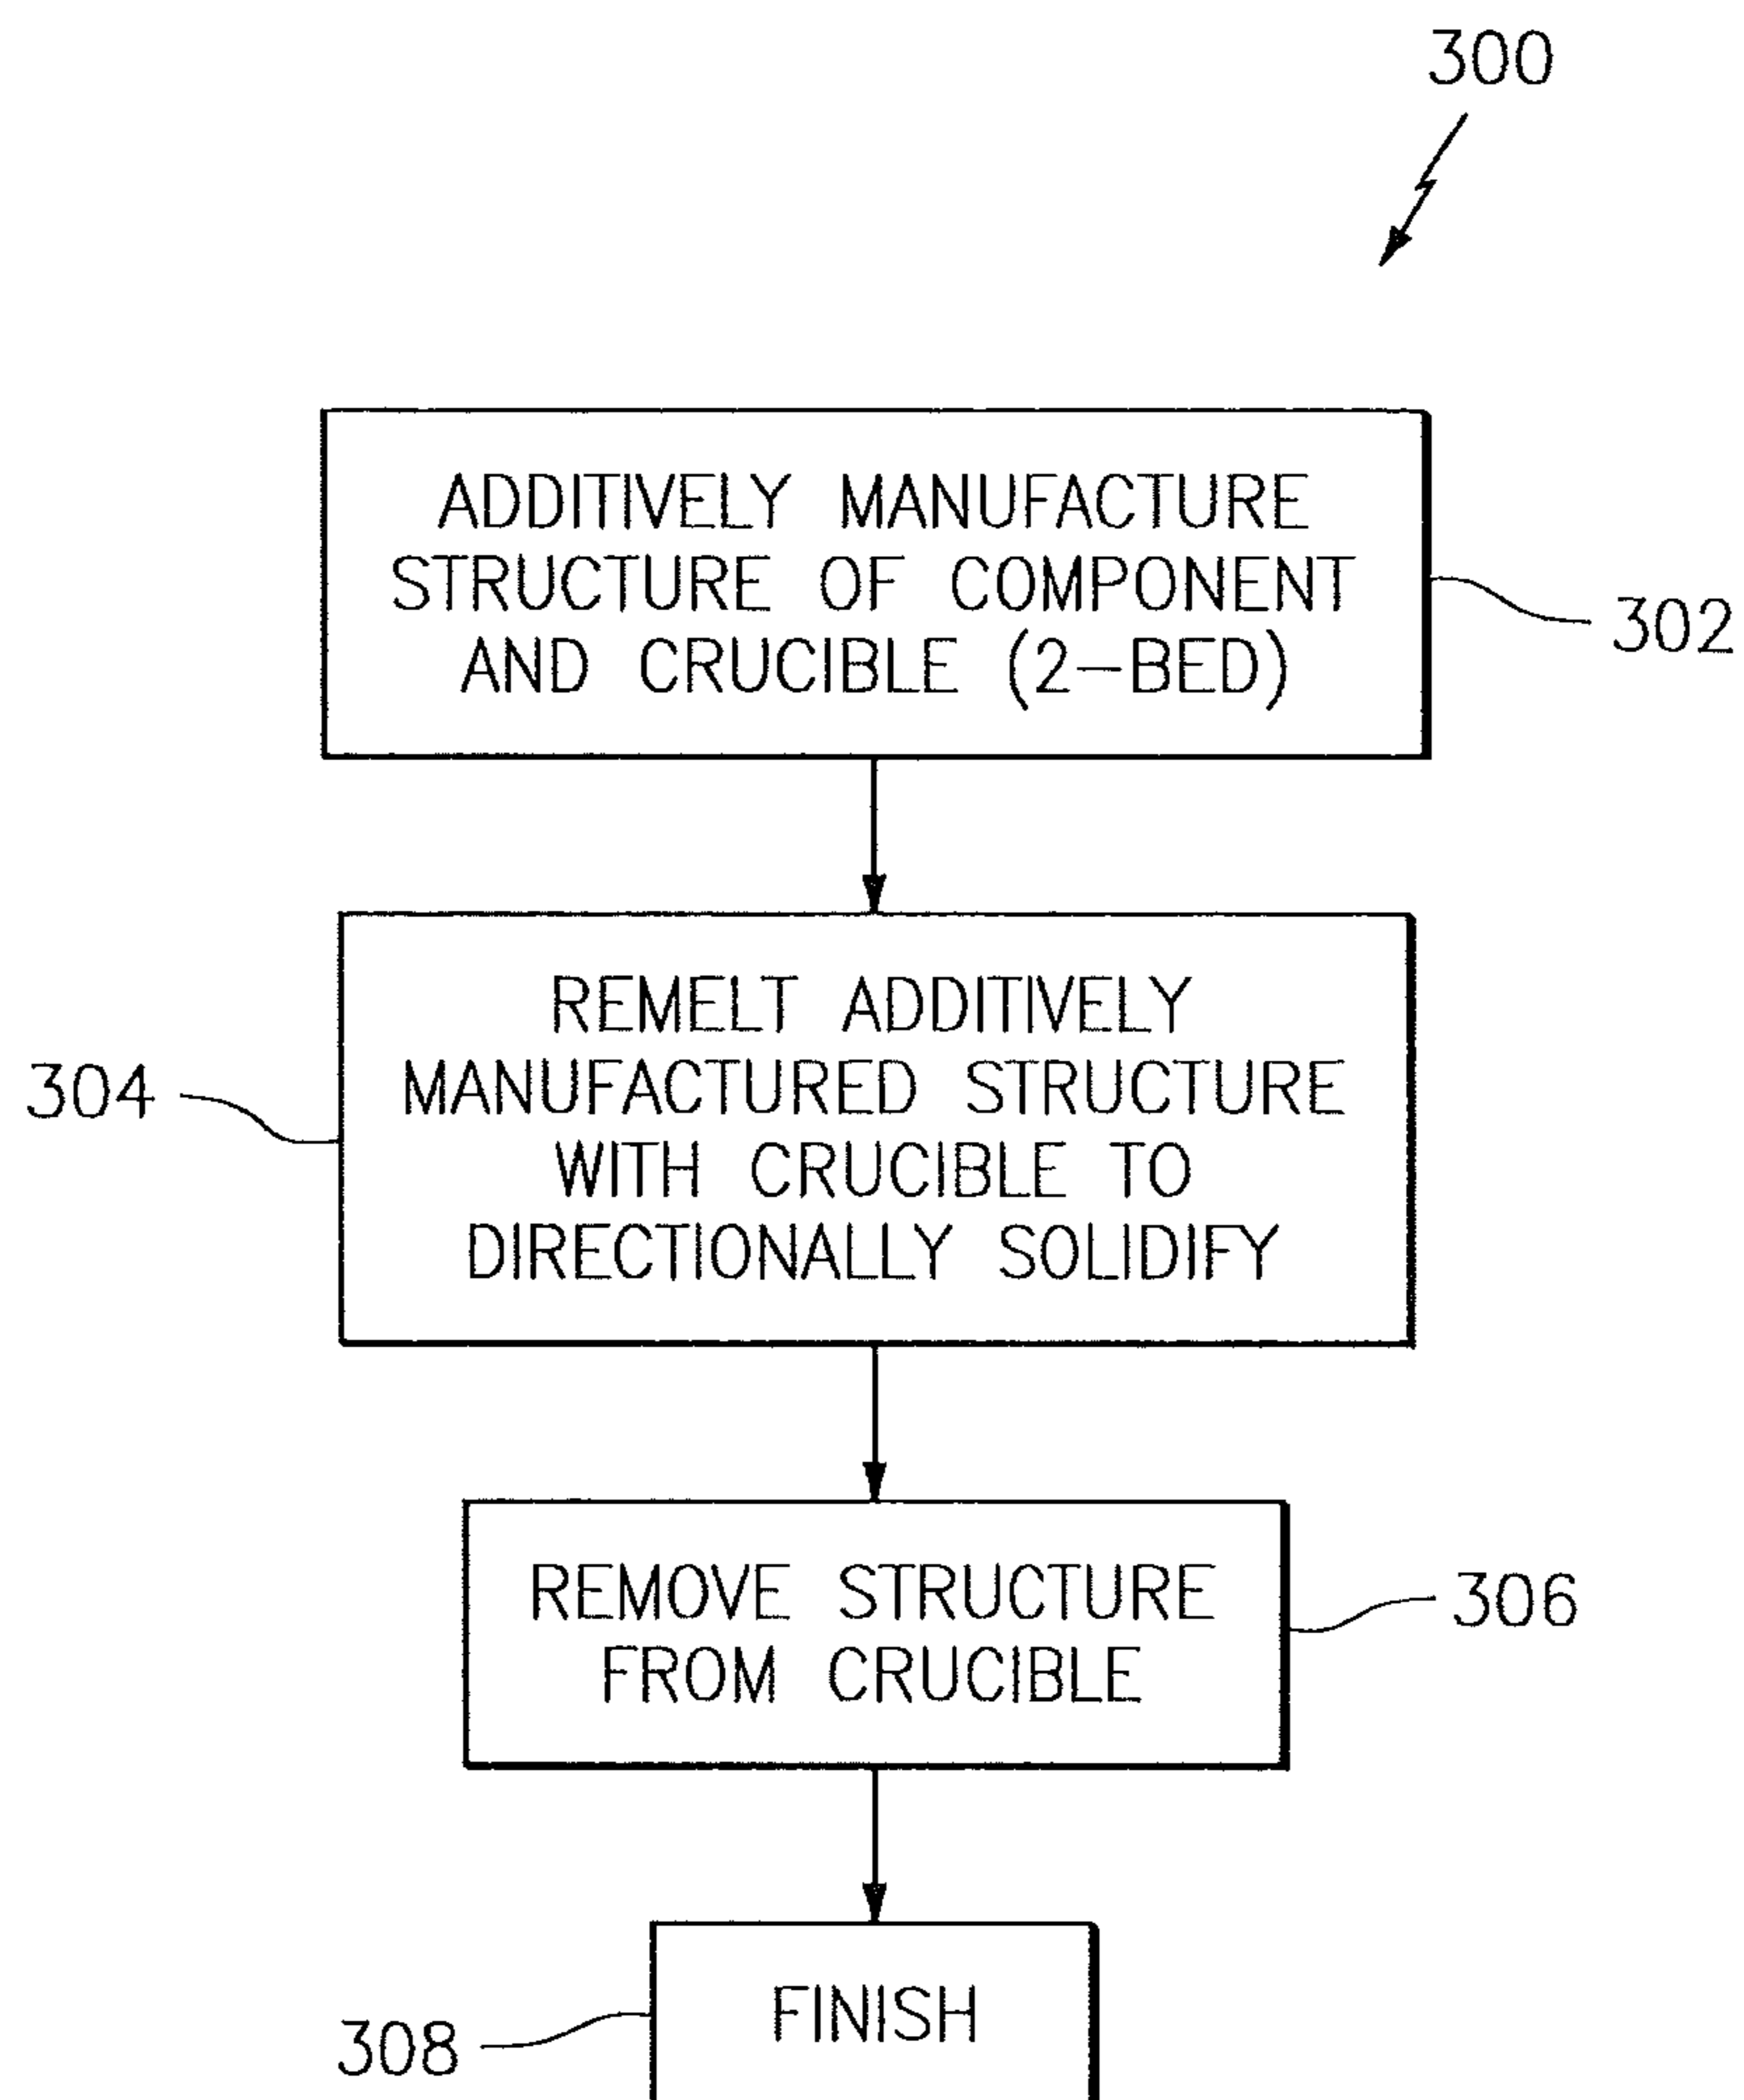 300
ADDITIVELY MANUFACTURE
STRUCTURE OF COMPONENT
AND CRUCIBLE (2-BED)
302
REMELT ADDITIVELY
MANUFACTURED STRUCTURE
WITH CRUCIBLE TO
DIRECTIONALLY SOLIDIFY
304
REMOVE STRUCTURE
FROM CRUCIBLE
306
FINISH
308